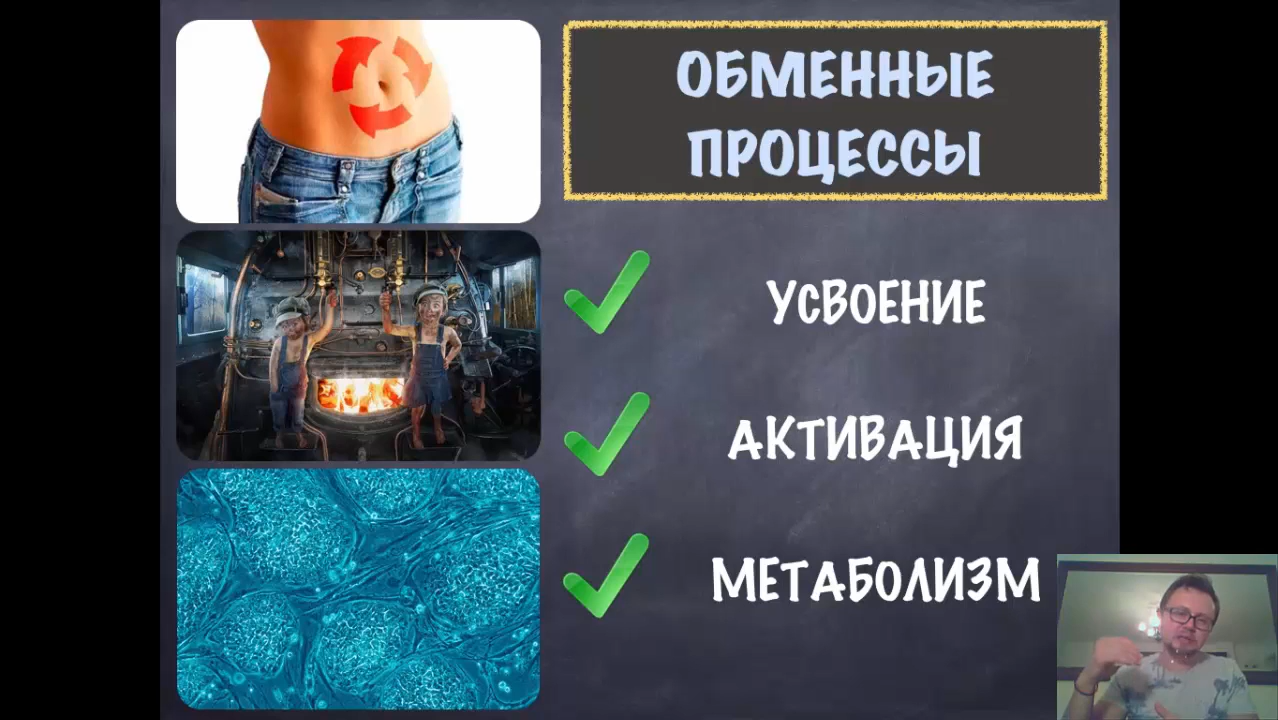 ОБМЕННЫЕ
ПРОЦЕССЫ
УСВОЕНИЕ
АКТИВАЦИЯ
МЕТАБОЛИЗМ